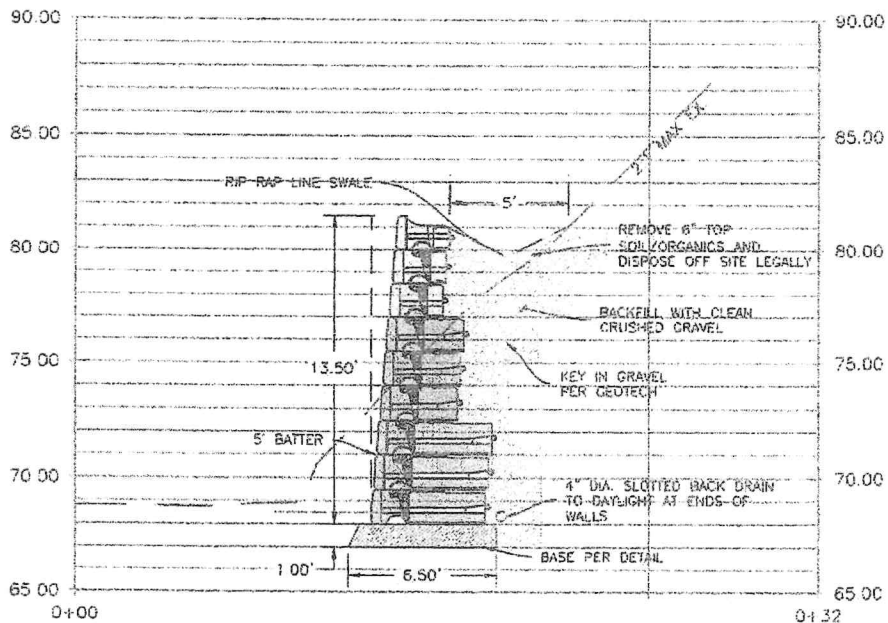 90.00
90.00
85.00
2:1 MAX EX.
85.00
RIP RAP LINE SWALE
5'
REMOVE 6" TOP
SOIL/ORGANICS AND
DISPOSE OFF SITE LEGALLY
80.00
80.00
BACKFILL WITH CLEAN
CRUSHED GRAVEL
75.00
13.50'
KEY IN GRAVEL
PER GEOTECH
75.00
5' BATTER
70.00
4" DIA. SLOTTED BACK DRAIN
TO DAYLIGHT AT ENDS OF
WALLS
70.00
BASE PER DETAIL
1.00'
6.50'
65.00
65.00
0+00
0+32